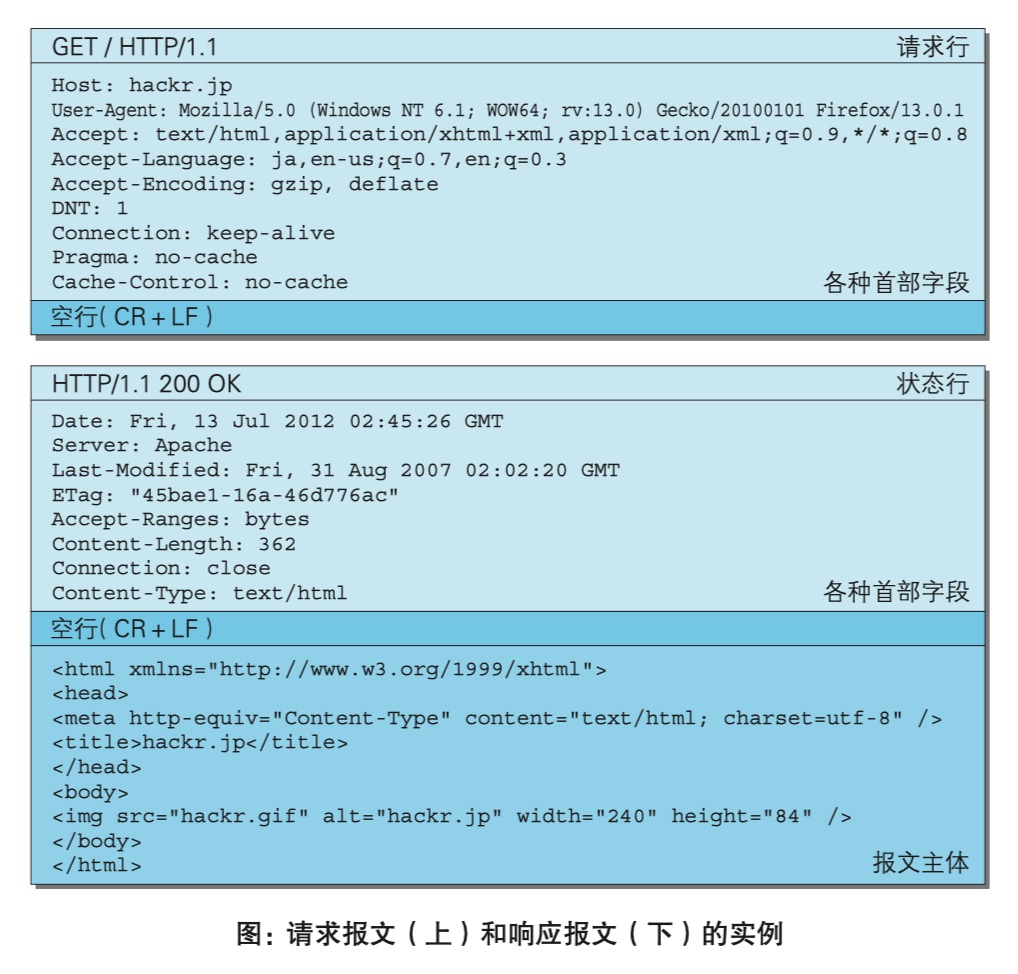 GET / HTTP/1.1 请求行
Host: hackr.jp
User-Agent: Mozilla/5.0 (Windows NT 6.1; WOW64; rv:13.0) Gecko/20100101 Firefox/13.0.1
Accept: text/html,application/xhtml+xml,application/xml;q=0.9,*/*;q=0.8
Accept-Language: ja,en-us;q=0.7,en;q=0.3
Accept-Encoding: gzip, deflate
DNT: 1
Connection: keep-alive
Pragma: no-cache
Cache-Control: no-cache 各种首部字段
空行( CR + LF )
HTTP/1.1 200 OK 状态行
Date: Fri, 13 Jul 2012 02:45:26 GMT
Server: Apache
Last-Modified: Fri, 31 Aug 2007 02:02:20 GMT
ETag: "45bae1-16a-46d776ac"
Accept-Ranges: bytes
Content-Length: 362
Connection: close
Content-Type: text/html 各种首部字段
空行( CR + LF )
<html xmlns="http://www.w3.org/1999/xhtml">
<head>
<meta http-equiv="Content-Type" content="text/html; charset=utf-8" />
<title>hackr.jp</title>
</head>
<body>
<img src="hackr.gif" alt="hackr.jp" width="240" height="84" />
</body>
</html> 报文主体
图：请求报文（上）和响应报文（下）的实例